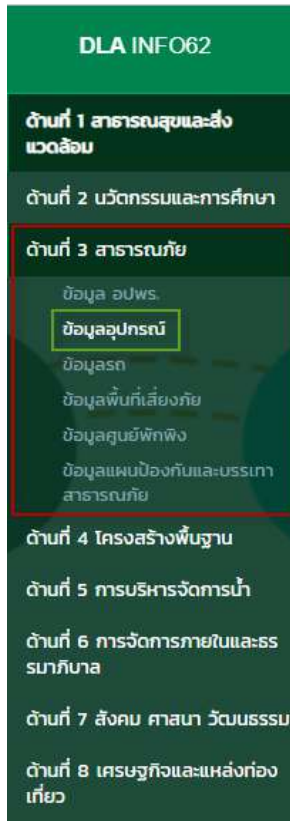 DLA INFO62
ด้านที่ 1 สาธารณสุขและสิ่ง
แวดล้อม
ด้านที่ 2 นวัตกรรมและการศึกษา
ด้านที่ 3 สาธารณภัย
ข้อมูล อปพร.
ข้อมูลอุปกรณ์
ข้อมูลรถ
ข้อมูลพื้นที่เสี่ยงภัย
ข้อมูลศูนย์พักพิง
ข้อมูลแผนป้องกันและบรรเทา
สาธารณภัย
ด้านที่ 4 โครงสร้างพื้นฐาน
ด้านที่ 5 การบริหารจัดการน้ำ
ด้านที่ 6 การจัดการภายในและธร
รมาภิบาล
ด้านที่ 7 สังคม ศาสนา วัฒนธรรม
ด้านที่ 8 เศรษฐกิจและแหล่งท่อง
เที่ยว